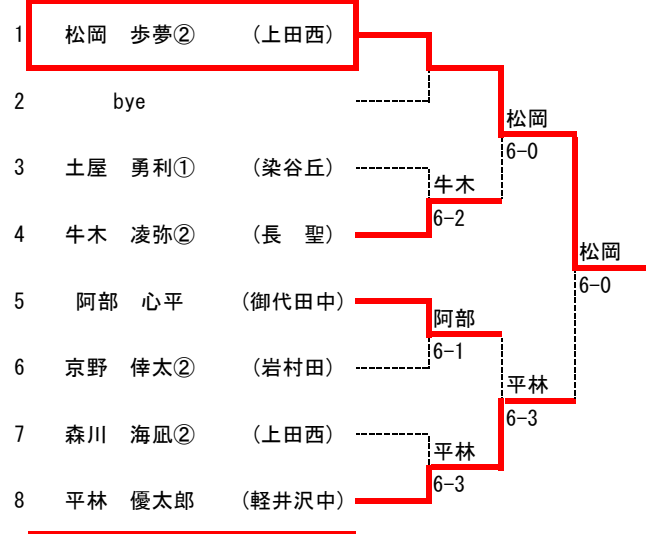 1 松岡 歩夢② (上田西)
2 bye
松岡
6-0
3 土屋 勇利① (染谷丘)
牛木
6-2
4 牛木 凌弥② (長 聖)
松岡
6-0
5 阿部 心平 (御代田中)
阿部
6-1
6 京野 倖太② (岩村田)
平林
6-3
7 森川 海凪② (上田西)
平林
6-3
8 平林 優太郎 (軽井沢中)